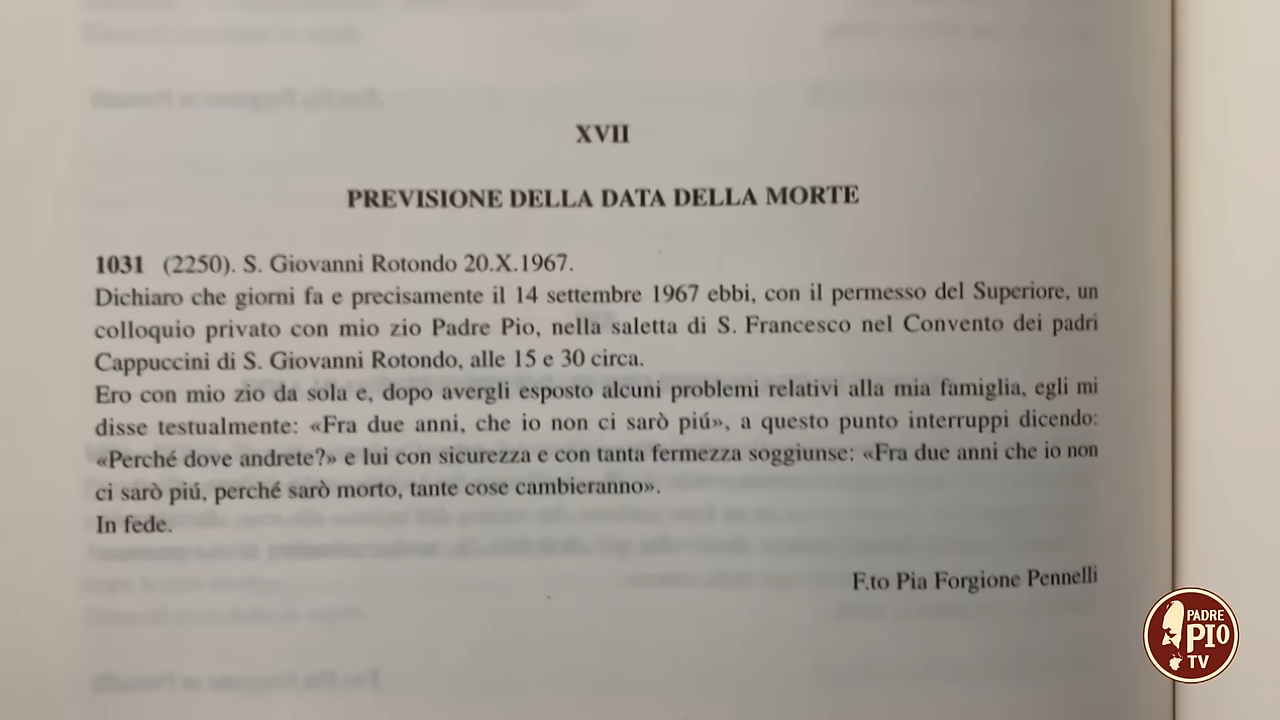 XVII
PREVISIONE DELLA DATA DELLA MORTE
1031 (2250). S. Giovanni Rotondo 20.X.1967.
Dichiaro che giorni fa e precisamente il 14 settembre 1967 ebbi, con il permesso del Superiore, un
colloquio privato con mio zio Padre Pio, nella saletta di S. Francesco nel Convento dei padri
Cappuccini di S. Giovanni Rotondo, alle 15 e 30 circa.
Ero con mio zio da sola e, dopo avergli esposto alcuni problemi relativi alla mia famiglia, egli mi
disse testualmente: «Fra due anni, che io non ci sarò piú», a questo punto interruppi dicendo:
«Perché dove andrete?» e lui con sicurezza e con tanta fermezza soggiunse: «Fra due anni che io non
ci sarò piú, perché sarò morto, tante cose cambieranno».
In fede.
F.to Pia Forgione Pennelli
PADRE
PIO
TV